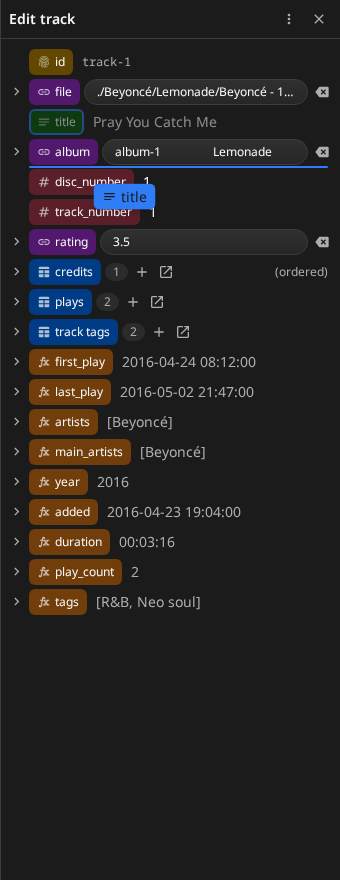 Edit track
id track-1
file ./Beyoncé/Lemonade/Beyoncé - 1...
title Pray You Catch Me
album album-1 Lemonade
disc_number 1
title
track_number 1
rating 3.5
credits 1 (ordered)
plays 2
track tags 2
first_play 2016-04-24 08:12:00
last_play 2016-05-02 21:47:00
artists [Beyoncé]
main_artists [Beyoncé]
year 2016
added 2016-04-23 19:04:00
duration 00:03:16
play_count 2
tags [R&B, Neo soul]